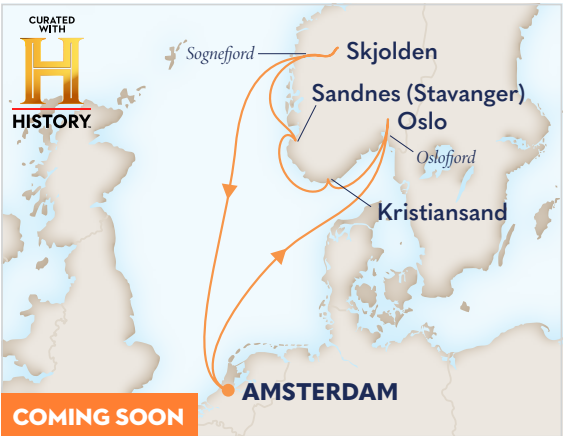 CURATED
WITH
H
HISTORY.
Sognefjord
Skjolden
Sandnes (Stavanger)
Oslo
Oslofjord
Kristiansand
AMSTERDAM
COMING SOON